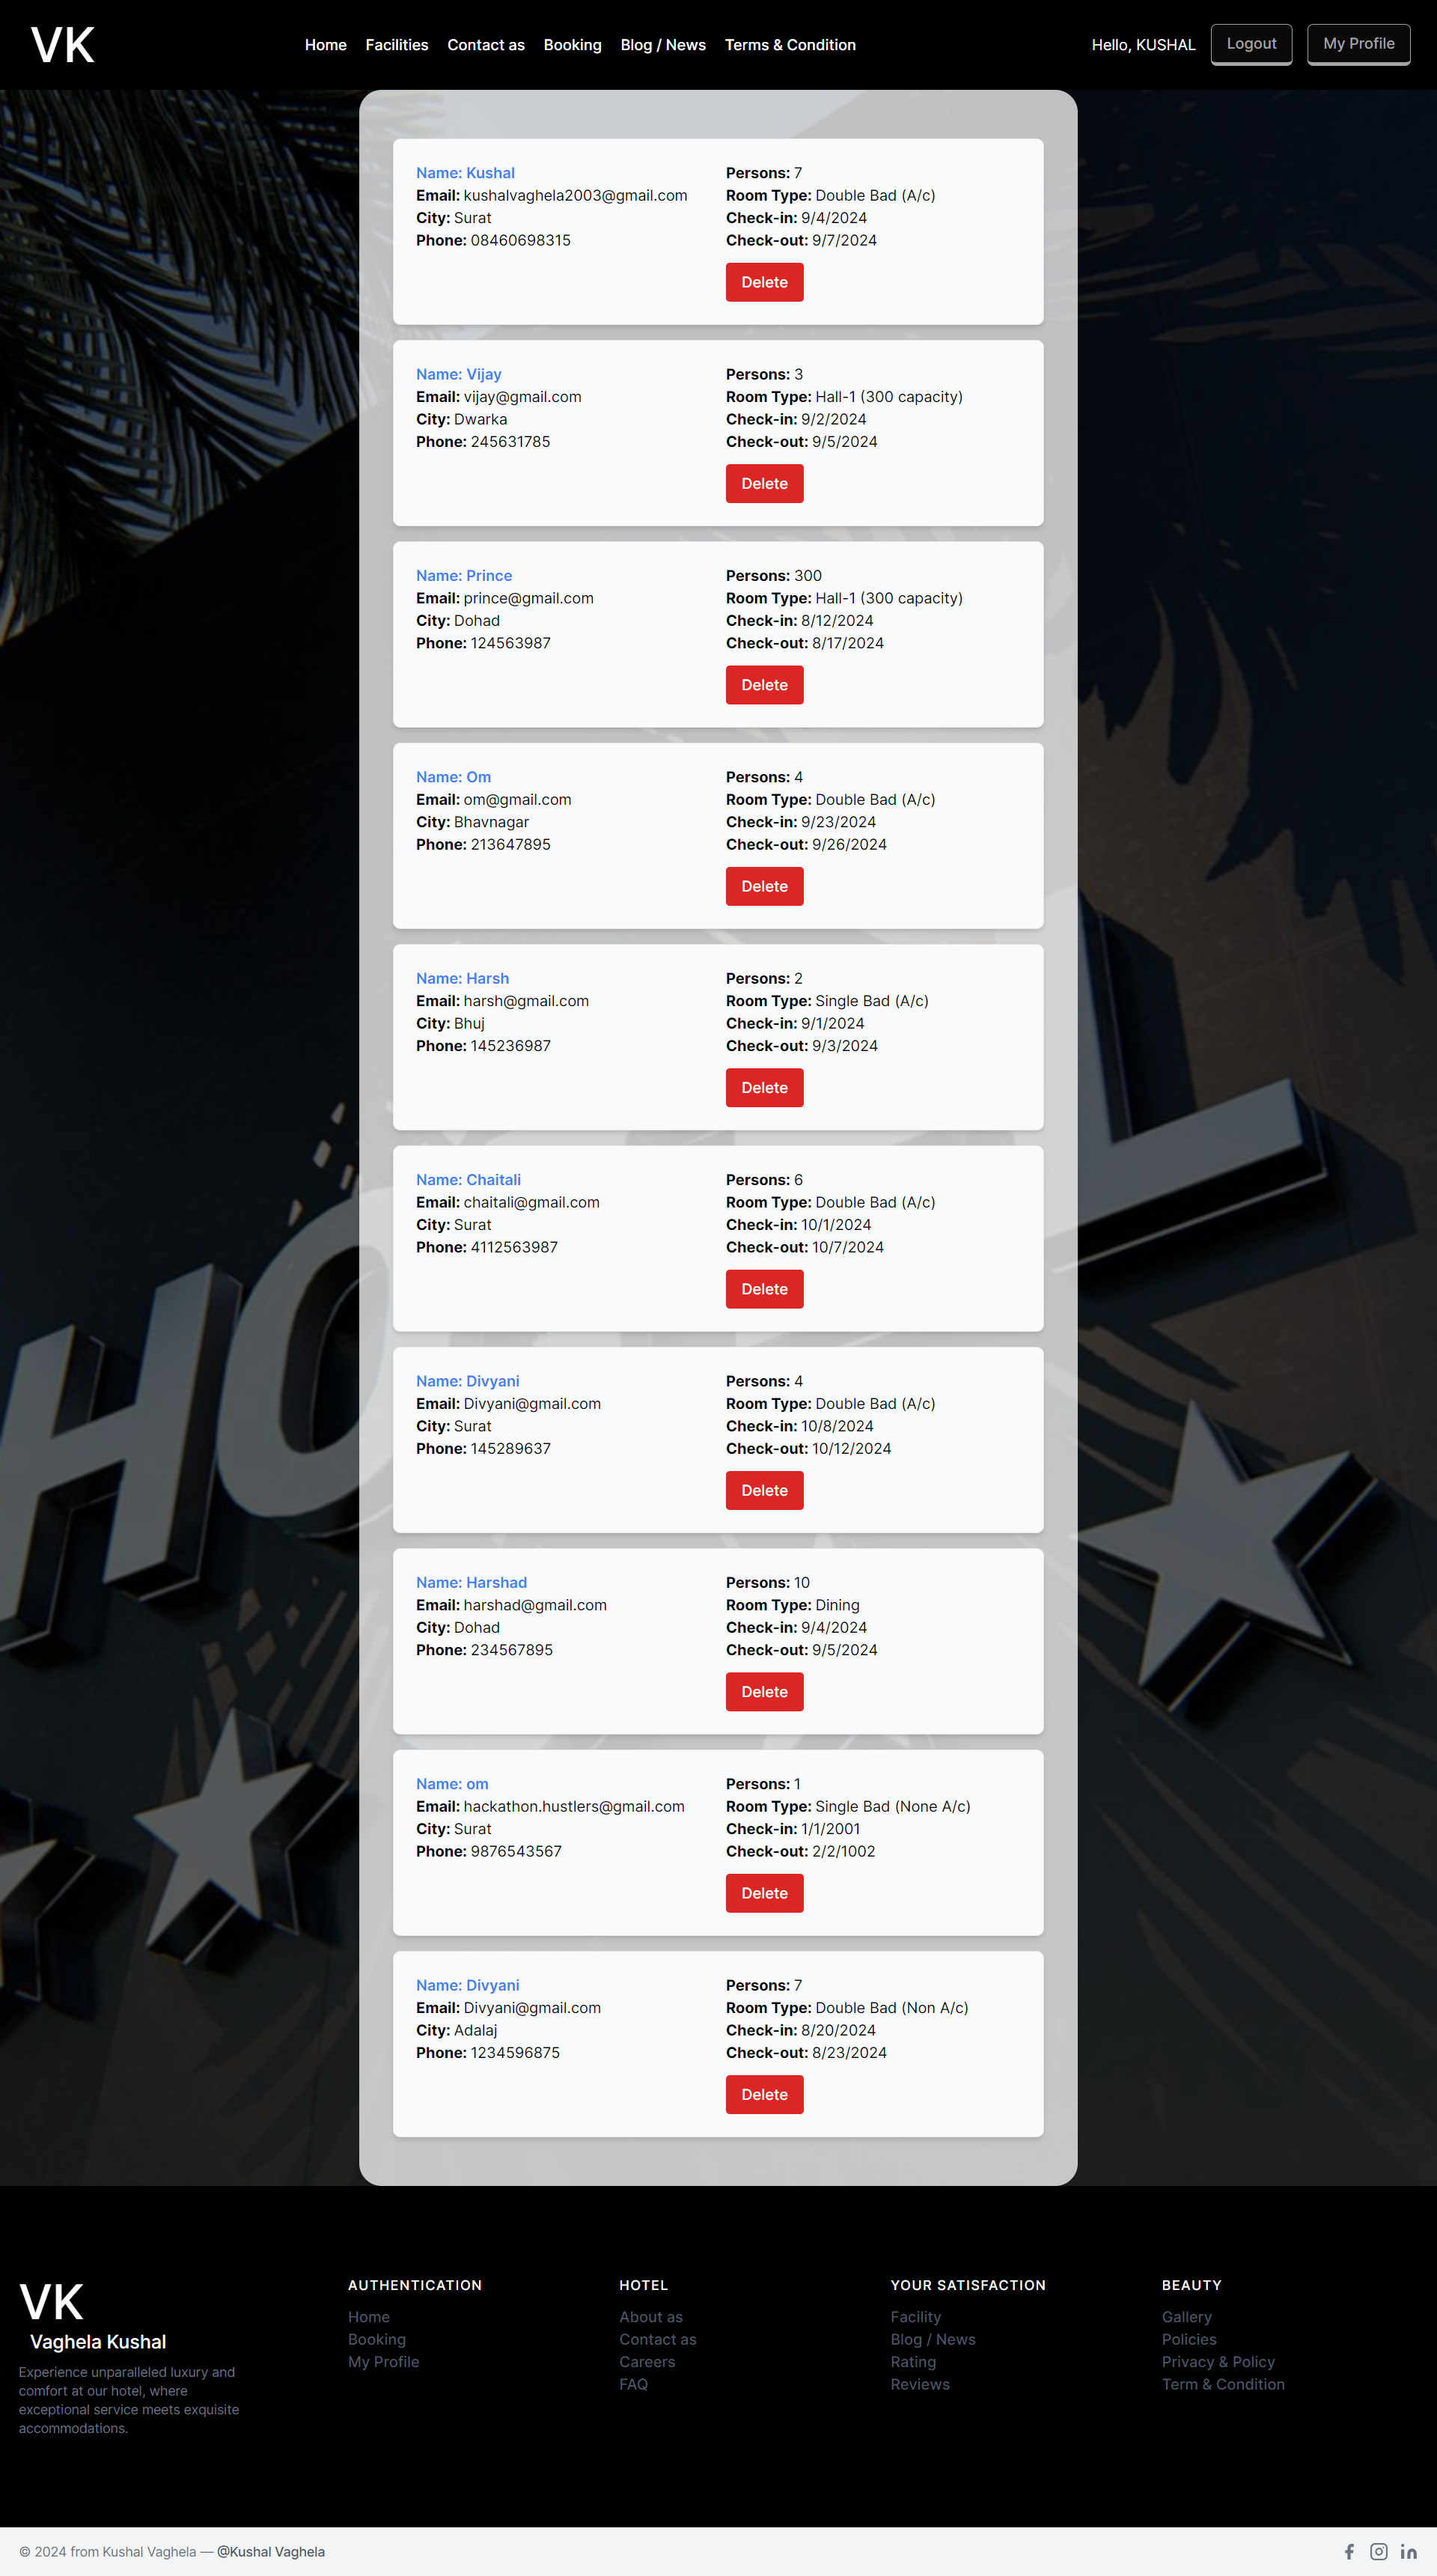 VK
Home Facilities Contact as Booking Blog / News Terms & Condition
Hello, KUSHAL Logout My Profile
Name: Kushal
Email: kushalvaghela2003@gmail.com
City: Surat
Phone: 08460698315
Persons: 7
Room Type: Double Bad (A/c)
Check-in: 9/4/2024
Check-out: 9/7/2024
Delete
Name: Vijay
Email: vijay@gmail.com
City: Dwarka
Phone: 245631785
Persons: 3
Room Type: Hall-1 (300 capacity)
Check-in: 9/2/2024
Check-out: 9/5/2024
Delete
Name: Prince
Email: prince@gmail.com
City: Dohad
Phone: 124563987
Persons: 300
Room Type: Hall-1 (300 capacity)
Check-in: 8/12/2024
Check-out: 8/17/2024
Delete
Name: Om
Email: om@gmail.com
City: Bhavnagar
Phone: 213647895
Persons: 4
Room Type: Double Bad (A/c)
Check-in: 9/23/2024
Check-out: 9/26/2024
Delete
Name: Harsh
Email: harsh@gmail.com
City: Bhuj
Phone: 145236987
Persons: 2
Room Type: Single Bad (A/c)
Check-in: 9/1/2024
Check-out: 9/3/2024
Delete
Name: Chaitali
Email: chaitali@gmail.com
City: Surat
Phone: 4112563987
Persons: 6
Room Type: Double Bad (A/c)
Check-in: 10/1/2024
Check-out: 10/7/2024
Delete
Name: Divyani
Email: Divyani@gmail.com
City: Surat
Phone: 145289637
Persons: 4
Room Type: Double Bad (A/c)
Check-in: 10/8/2024
Check-out: 10/12/2024
Delete
Name: Harshad
Email: harshad@gmail.com
City: Dohad
Phone: 234567895
Persons: 10
Room Type: Dining
Check-in: 9/4/2024
Check-out: 9/5/2024
Delete
Name: om
Email: hackathon.hustlers@gmail.com
City: Surat
Phone: 9876543567
Persons: 1
Room Type: Single Bad (None A/c)
Check-in: 1/1/2001
Check-out: 2/2/1002
Delete
Name: Divyani
Email: Divyani@gmail.com
City: Adalaj
Phone: 1234596875
Persons: 7
Room Type: Double Bad (Non A/c)
Check-in: 8/20/2024
Check-out: 8/23/2024
Delete
VK
Vaghela Kushal
Experience unparalleled luxury and
comfort at our hotel, where
exceptional service meets exquisite
accommodations.
AUTHENTICATION
Home
Booking
My Profile
HOTEL
About as
Contact as
Careers
FAQ
YOUR SATISFACTION
Facility
Blog / News
Rating
Reviews
BEAUTY
Gallery
Policies
Privacy & Policy
Term & Condition
© 2024 from Kushal Vaghela — @Kushal Vaghela